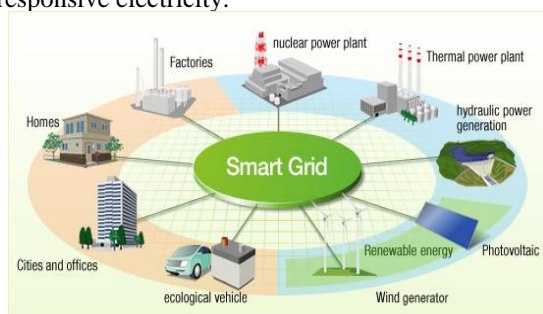 responsive electricity.
nuclear power plant
Factories
Thermal power plant
hydraulic power
generation
Homes
Smart Grid
Renewable energy
Photovoltaic
Cities and offices
ecological vehicle
Wind generator